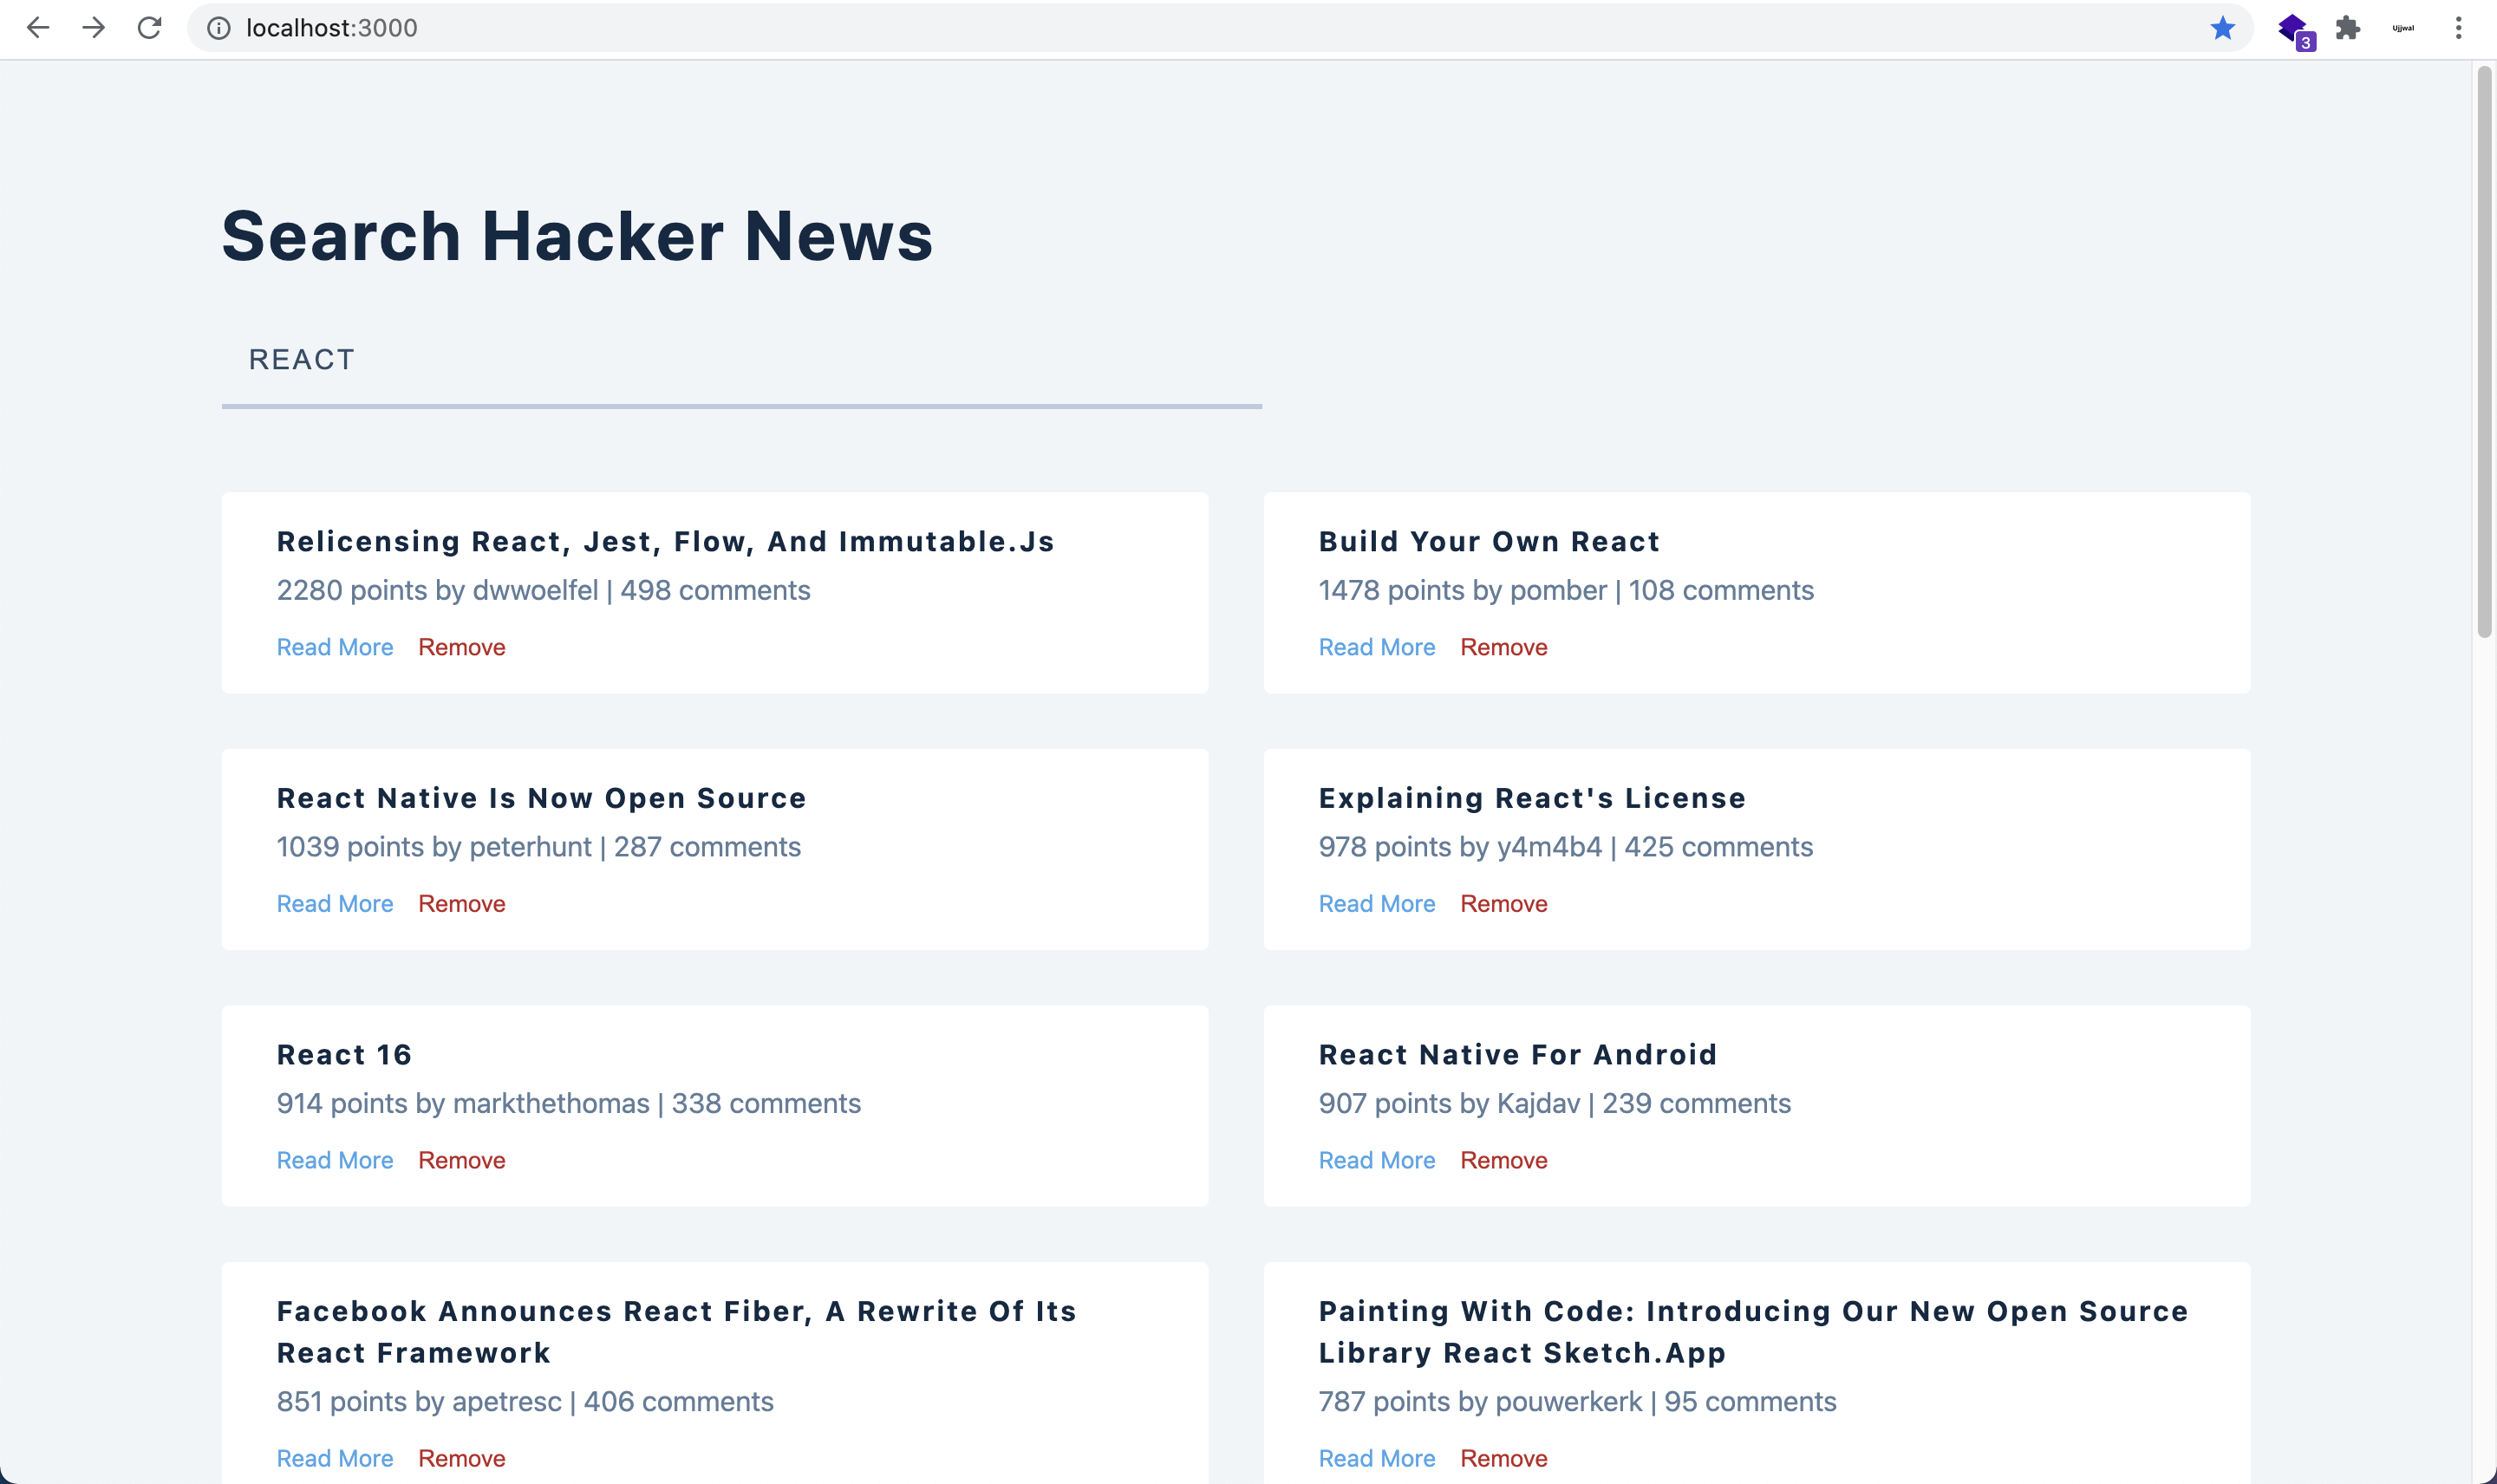 localhost:3000
3
Ujjwal
Search Hacker News
REACT
Relicensing React, Jest, Flow, And Immutable.Js
2280 points by dwwoelfel | 498 comments
Read More Remove
Build Your Own React
1478 points by pomber | 108 comments
Read More Remove
React Native Is Now Open Source
1039 points by peterhunt | 287 comments
Read More Remove
Explaining React's License
978 points by y4m4b4 | 425 comments
Read More Remove
React 16
914 points by markthethomas | 338 comments
Read More Remove
React Native For Android
907 points by Kajdav | 239 comments
Read More Remove
Facebook Announces React Fiber, A Rewrite Of Its
React Framework
851 points by apetresc | 406 comments
Read More Remove
Painting With Code: Introducing Our New Open Source
Library React Sketch.App
787 points by pouwerkerk | 95 comments
Read More Remove